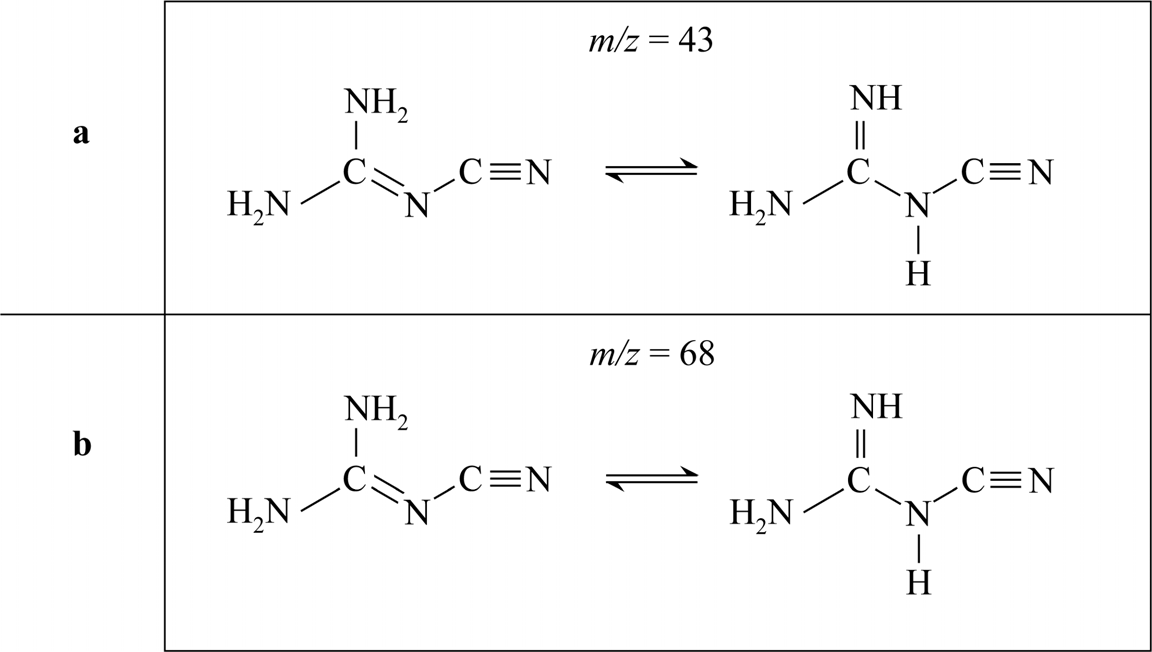 a
m/z = 43
NH₂ NH
C C≡N C C≡N
H₂N N H₂N N
H
b
m/z = 68
NH₂ NH
C C≡N C C≡N
H₂N N H₂N N
H